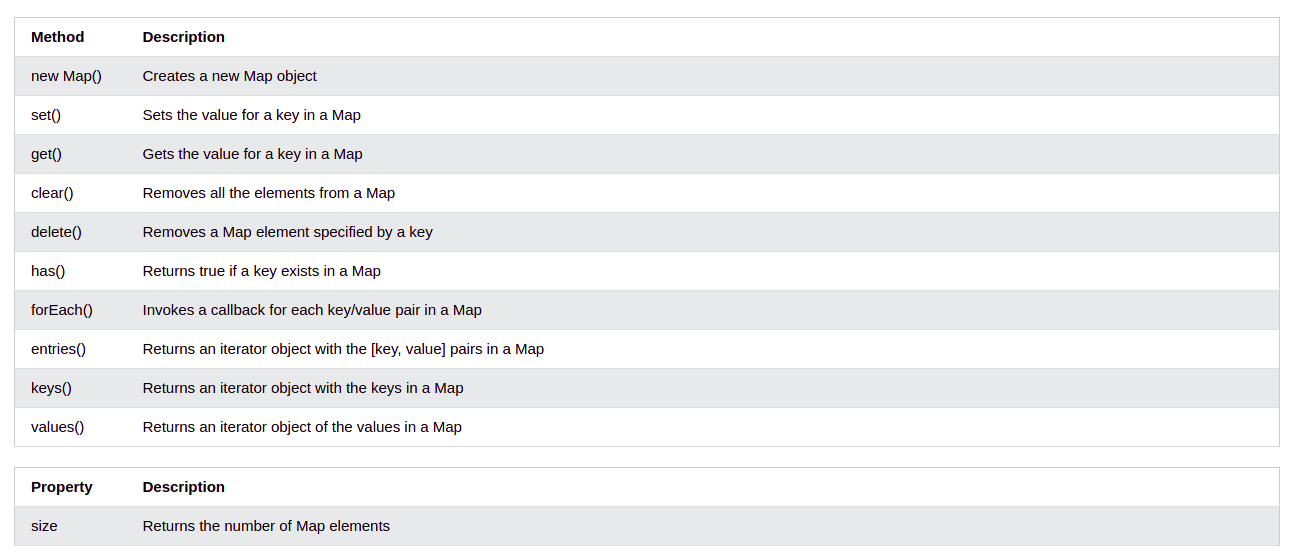 Method Description
new Map() Creates a new Map object
set() Sets the value for a key in a Map
get() Gets the value for a key in a Map
clear() Removes all the elements from a Map
delete() Removes a Map element specified by a key
has() Returns true if a key exists in a Map
forEach() Invokes a callback for each key/value pair in a Map
entries() Returns an iterator object with the [key, value] pairs in a Map
keys() Returns an iterator object with the keys in a Map
values() Returns an iterator object of the values in a Map
Property Description
size Returns the number of Map elements